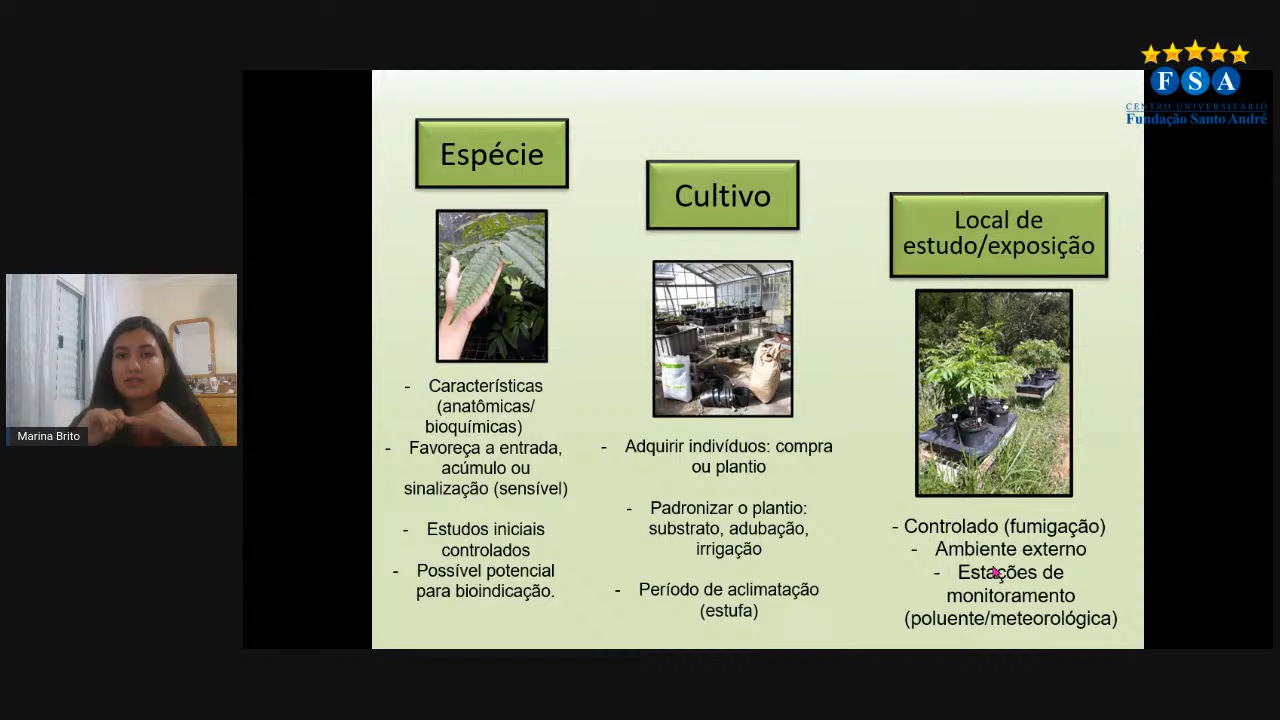 FSA
CENTRO UNIVERSITÁRIO
Fundação Santo André
Espécie
- Características
(anatômicas/
bioquímicas)
- Favoreça a entrada,
acúmulo ou
sinalização (sensível)
- Estudos iniciais
controlados
- Possível potencial
para bioindicação.
Cultivo
- Adquirir indivíduos: compra
ou plantio
- Padronizar o plantio:
substrato, adubação,
irrigação
- Período de aclimatação
(estufa)
Local de
estudo/exposição
- Controlado (fumigação)
- Ambiente externo
- Estações de
monitoramento
(poluente/meteorológica)
Marina Brito